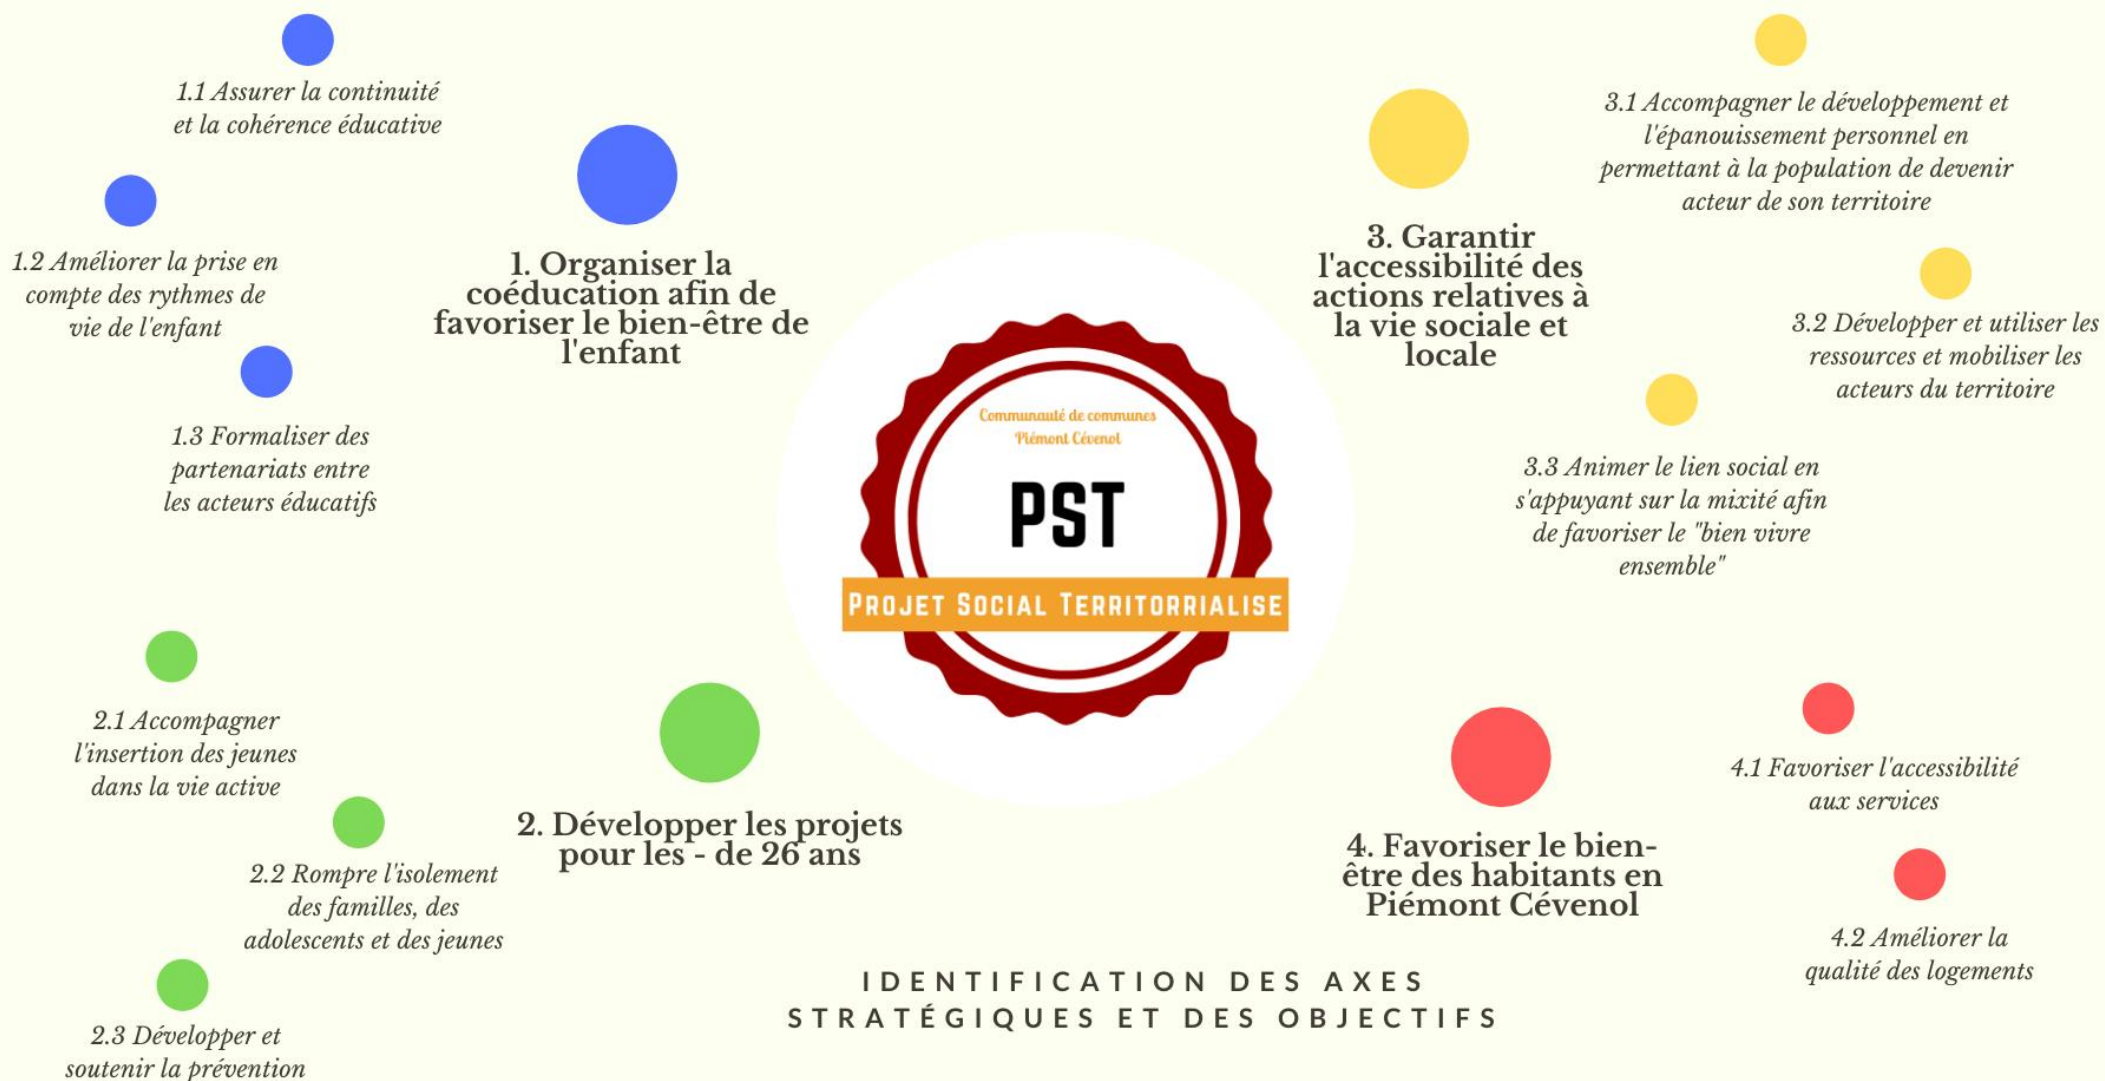 1.1 Assurer la continuité
et la cohérence éducative
1.2 Améliorer la prise en
compte des rythmes de
vie de l'enfant
1.3 Formaliser des
partenariats entre
les acteurs éducatifs
1. Organiser la
coéducation afin de
favoriser le bien-être de
l'enfant
2.1 Accompagner
l'insertion des jeunes
dans la vie active
2.2 Rompre l'isolement
des familles, des
adolescents et des jeunes
2.3 Développer et
soutenir la prévention
2. Développer les projets
pour les - de 26 ans
Communauté de communes
Piémont Cévenol
PST
PROJET SOCIAL TERRITORRIALISE
3. Garantir
l'accessibilité des
actions relatives à
la vie sociale et
locale
3.1 Accompagner le développement et
l'épanouissement personnel en
permettant à la population de devenir
acteur de son territoire
3.2 Développer et utiliser les
ressources et mobiliser les
acteurs du territoire
3.3 Animer le lien social en
s'appuyant sur la mixité afin
de favoriser le "bien vivre
ensemble"
4. Favoriser le bien-
être des habitants en
Piémont Cévenol
4.1 Favoriser l'accessibilité
aux services
4.2 Améliorer la
qualité des logements
IDENTIFICATION DES AXES
STRATÉGIQUES ET DES OBJECTIFS